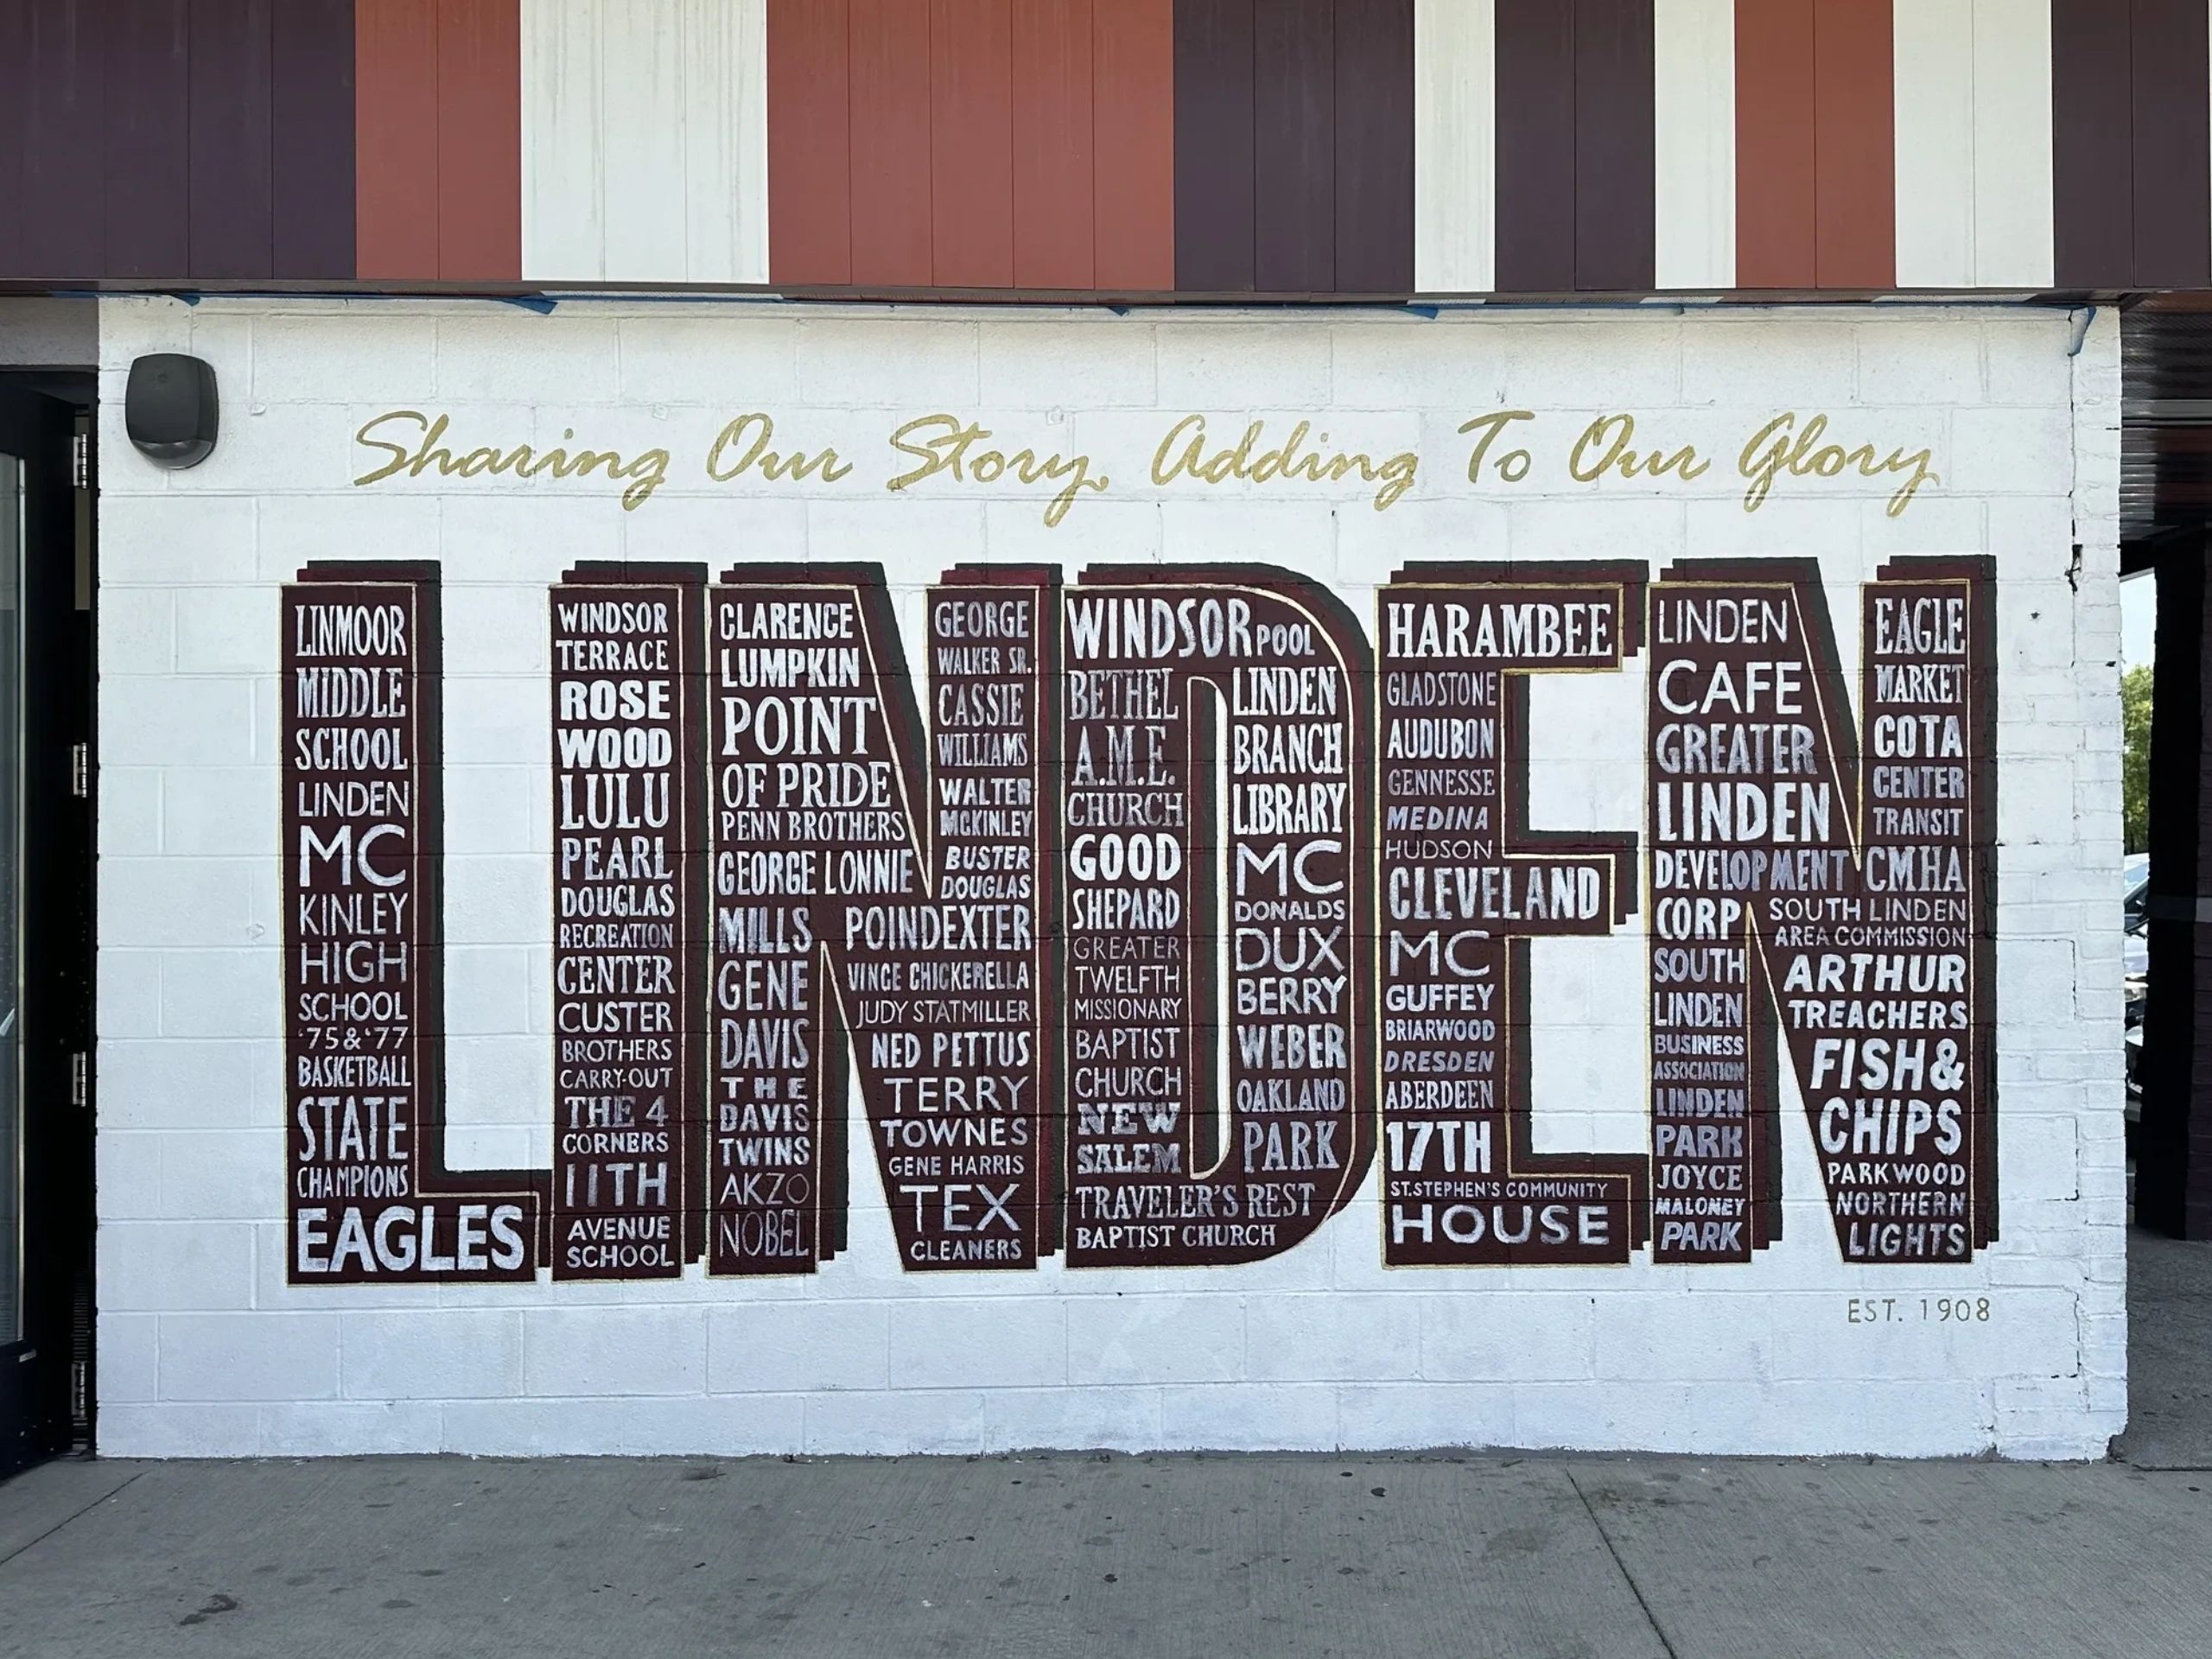 Sharing Our Story, Adding To Our Glory
LINDEN
LINMOOR
MIDDLE
SCHOOL
LINDEN
MC
KINLEY
HIGH
SCHOOL
'75 & '77
BASKETBALL
STATE
CHAMPIONS
EAGLES
WINDSOR
TERRACE
ROSE
WOOD
LULU
PEARL
DOUGLAS
RECREATION
CENTER
CUSTER
BROTHERS
CARRY-OUT
THE 4
CORNERS
11TH
AVENUE
SCHOOL
CLARENCE
LUMPKIN
POINT
OF PRIDE
PENN BROTHERS
GEORGE LONNIE
MILLS
GENE
DAVIS
THE
DAVIS
TWINS
AKZO
NOBEL
GEORGE
WALKER SR.
CASSIE
WILLIAMS
WALTER
MCKINLEY
BUSTER
DOUGLAS
POINDEXTER
VINCE CHICKERELLA
JUDY STATMILLER
NED PETTUS
TERRY
TOWNES
GENE HARRIS
TEX
CLEANERS
WINDSOR POOL
BETHEL
A.M.E.
CHURCH
GOOD
SHEPARD
GREATER
TWELFTH
MISSIONARY
BAPTIST
CHURCH
NEW
SALEM
TRAVELER'S REST
BAPTIST CHURCH
LINDEN
BRANCH
LIBRARY
MC
DONALDS
DUX
BERRY
WEBER
OAKLAND
PARK
HARAMBEE
GLADSTONE
AUDUBON
GENNESSE
MEDINA
HUDSON
CLEVELAND
MC
GUFFEY
BRIARWOOD
DRESDEN
ABERDEEN
17TH
ST. STEPHEN'S COMMUNITY
HOUSE
LINDEN
CAFE
GREATER
LINDEN
DEVELOPMENT
CORP
SOUTH
LINDEN
BUSINESS
ASSOCIATION
LINDEN
PARK
JOYCE
MALONEY
PARK
EAGLE
MARKET
COTA
CENTER
TRANSIT
CMHA
SOUTH LINDEN
AREA COMMISSION
ARTHUR
TREACHERS
FISH &
CHIPS
PARKWOOD
NORTHERN
LIGHTS
EST. 1908